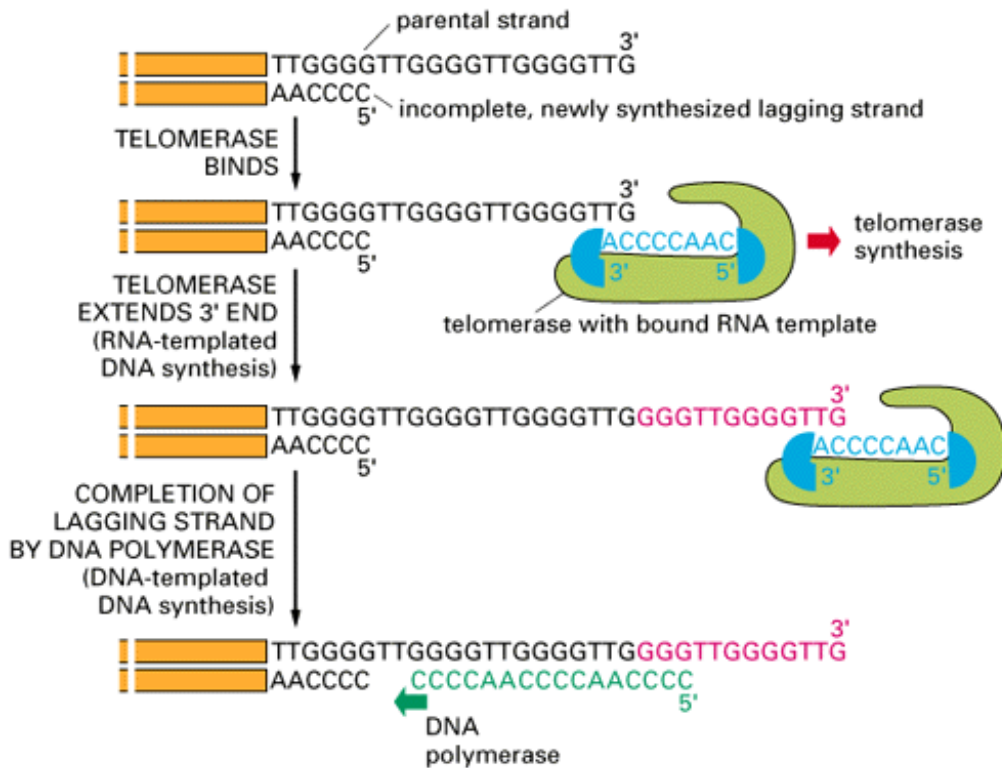 parental strand
3'
TTGGGGTTGGGGTTGGGGTTG
AACCCC
5'
incomplete, newly synthesized lagging strand
TELOMERASE
BINDS
3'
TTGGGGTTGGGGTTGGGGTTG
AACCCC
5'
ACCCCAAC
3' 5'
telomerase
synthesis
telomerase with bound RNA template
TELOMERASE
EXTENDS 3' END
(RNA-templated
DNA synthesis)
3'
TTGGGGTTGGGGTTGGGGTTGGGGTTGGGGTTG
AACCCC
5'
ACCCCAAC
3' 5'
COMPLETION OF
LAGGING STRAND
BY DNA POLYMERASE
(DNA-templated
DNA synthesis)
3'
TTGGGGTTGGGGTTGGGGTTGGGGTTGGGGTTG
AACCCC CCCCAACCCCAACCCC
5'
DNA
polymerase